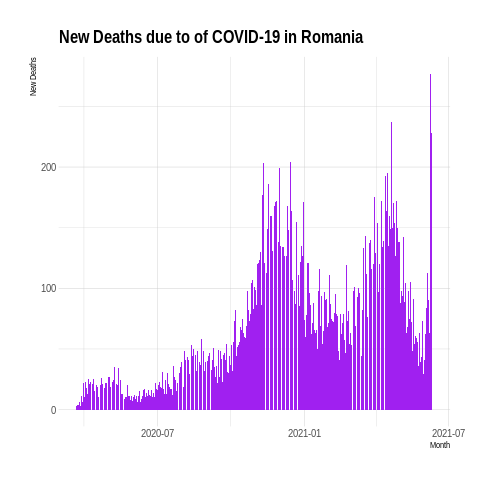 New Deaths due to of COVID-19 in Romania
New Deaths
200
100
0
2020-07
2021-01
2021-07
Month